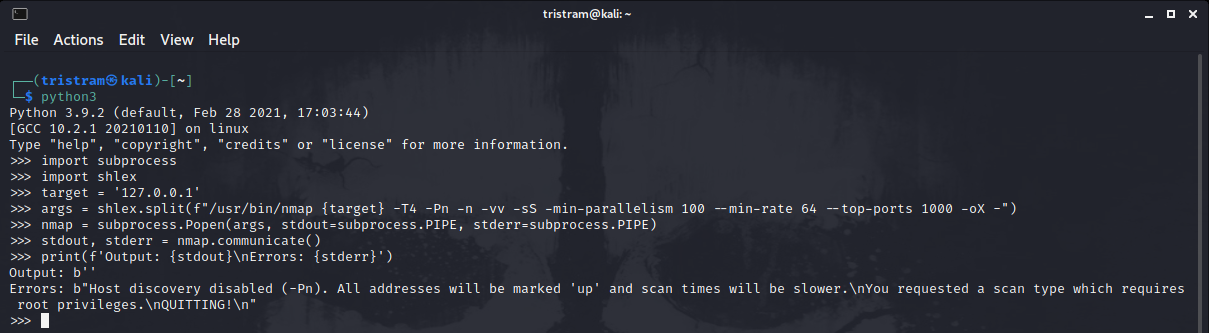 tristram@kali: ~
File Actions Edit View Help
┌──(tristram㉿kali)-[~]
└─$ python3
Python 3.9.2 (default, Feb 28 2021, 17:03:44)
[GCC 10.2.1 20210110] on linux
Type "help", "copyright", "credits" or "license" for more information.
>>> import subprocess
>>> import shlex
>>> target = '127.0.0.1'
>>> args = shlex.split(f"/usr/bin/nmap {target} -T4 -Pn -n -vv -sS -min-parallelism 100 --min-rate 64 --top-ports 1000 -oX -")
>>> nmap = subprocess.Popen(args, stdout=subprocess.PIPE, stderr=subprocess.PIPE)
>>> stdout, stderr = nmap.communicate()
>>> print(f'Output: {stdout}\nErrors: {stderr}')
Output: b''
Errors: b"Host discovery disabled (-Pn). All addresses will be marked 'up' and scan times will be slower.\nYou requested a scan type which requires
root privileges.\nQUITTING!\n"
>>>